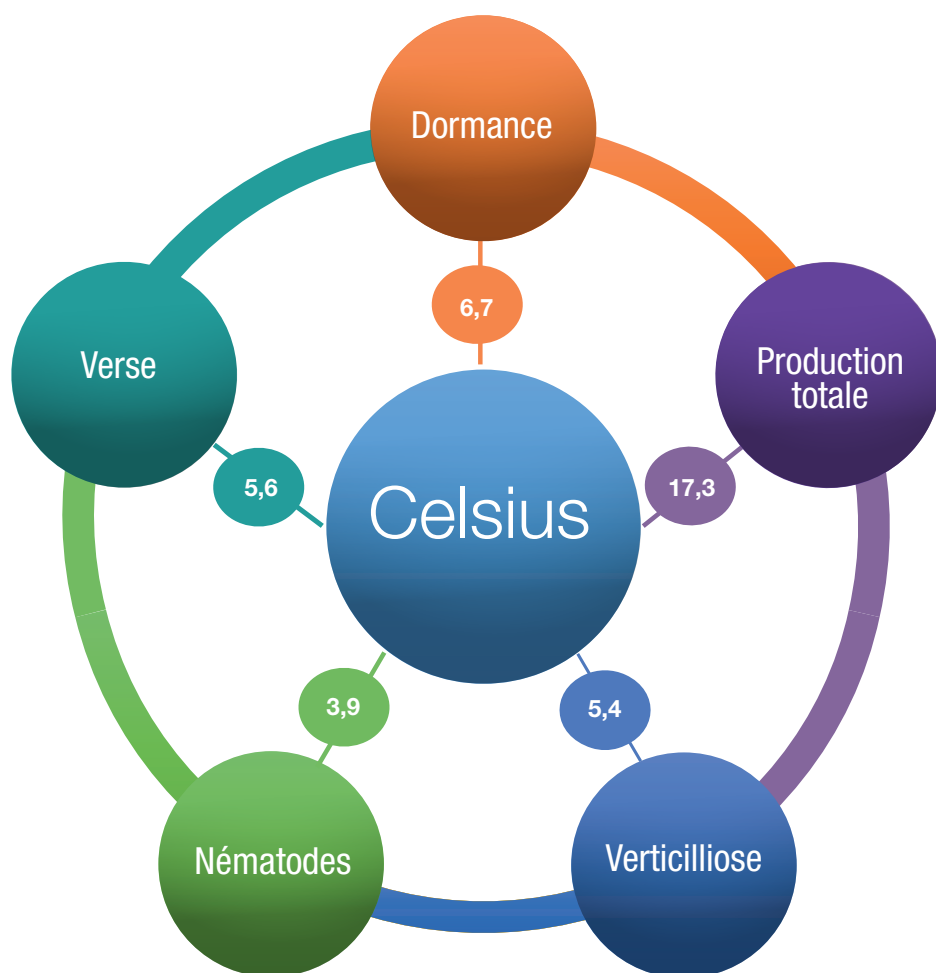 Dormance
6,7
Verse
Production
totale
5,6
17,3
Celsius
3,9
5,4
Nématodes
Verticilliose